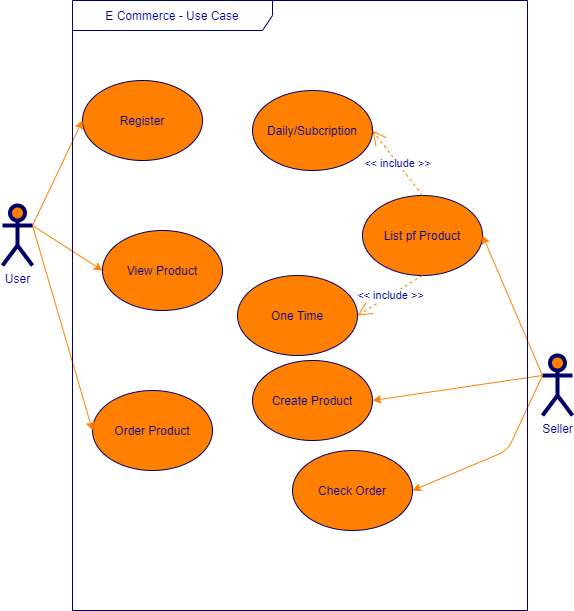 E Commerce - Use Case
Register
Daily/Subcription
<< include >>
List pf Product
User
View Product
<< include >>
One Time
Create Product
Seller
Order Product
Check Order